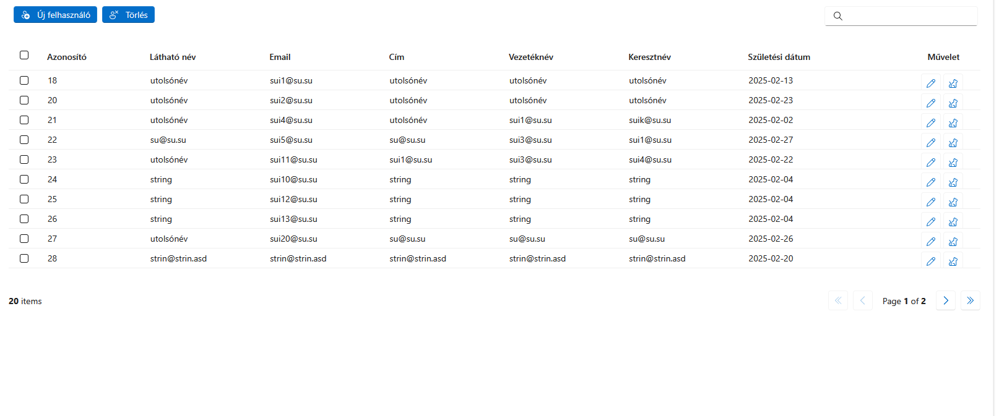 Új felhasználó Törlés
Azonosító Látható név Email Cím Vezetéknév Keresztnév Születési dátum Művelet
18 utolsónév sui1@su.su utolsónév utolsónév utolsónév 2025-02-13
20 utolsónév sui2@su.su utolsónév utolsónév utolsónév 2025-02-23
21 utolsónév sui4@su.su utolsónév sui1@su.su suik@su.su 2025-02-02
22 su@su.su sui5@su.su su@su.su sui3@su.su sui1@su.su 2025-02-27
23 utolsónév sui11@su.su sui1@su.su sui3@su.su sui4@su.su 2025-02-22
24 string sui10@su.su string string string 2025-02-04
25 string sui12@su.su string string string 2025-02-04
26 string sui13@su.su string string string 2025-02-04
27 utolsónév sui20@su.su su@su.su su@su.su su@su.su 2025-02-26
28 strin@strin.asd strin@strin.asd strin@strin.asd strin@strin.asd strin@strin.asd 2025-02-20
20 items Page 1 of 2